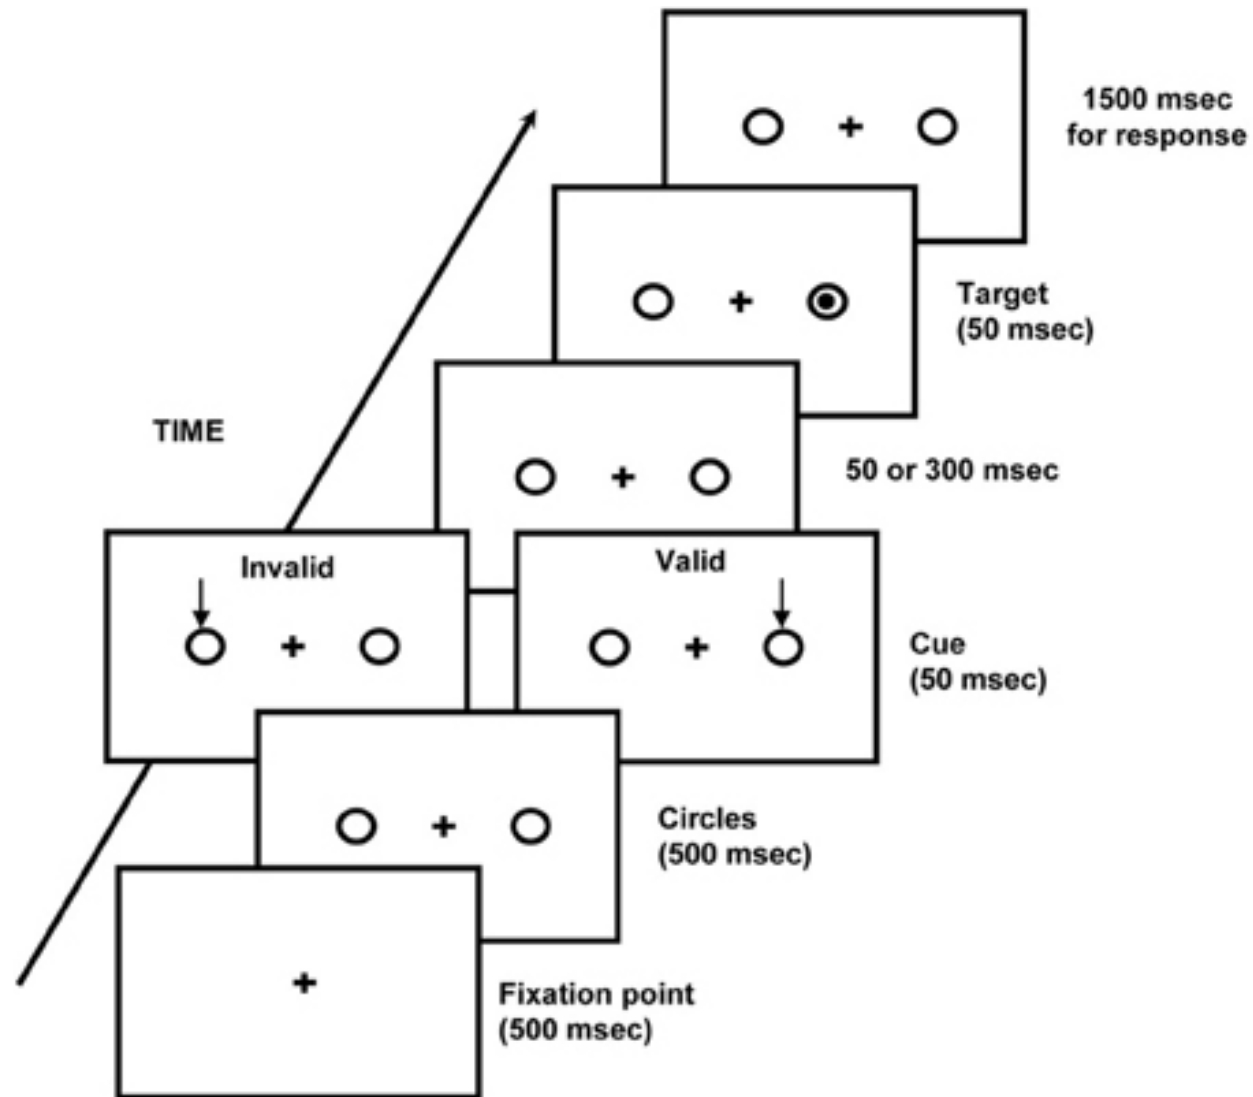 1500 msec
for response
Target
(50 msec)
TIME
50 or 300 msec
Invalid
Valid
Cue
(50 msec)
Circles
(500 msec)
Fixation point
(500 msec)